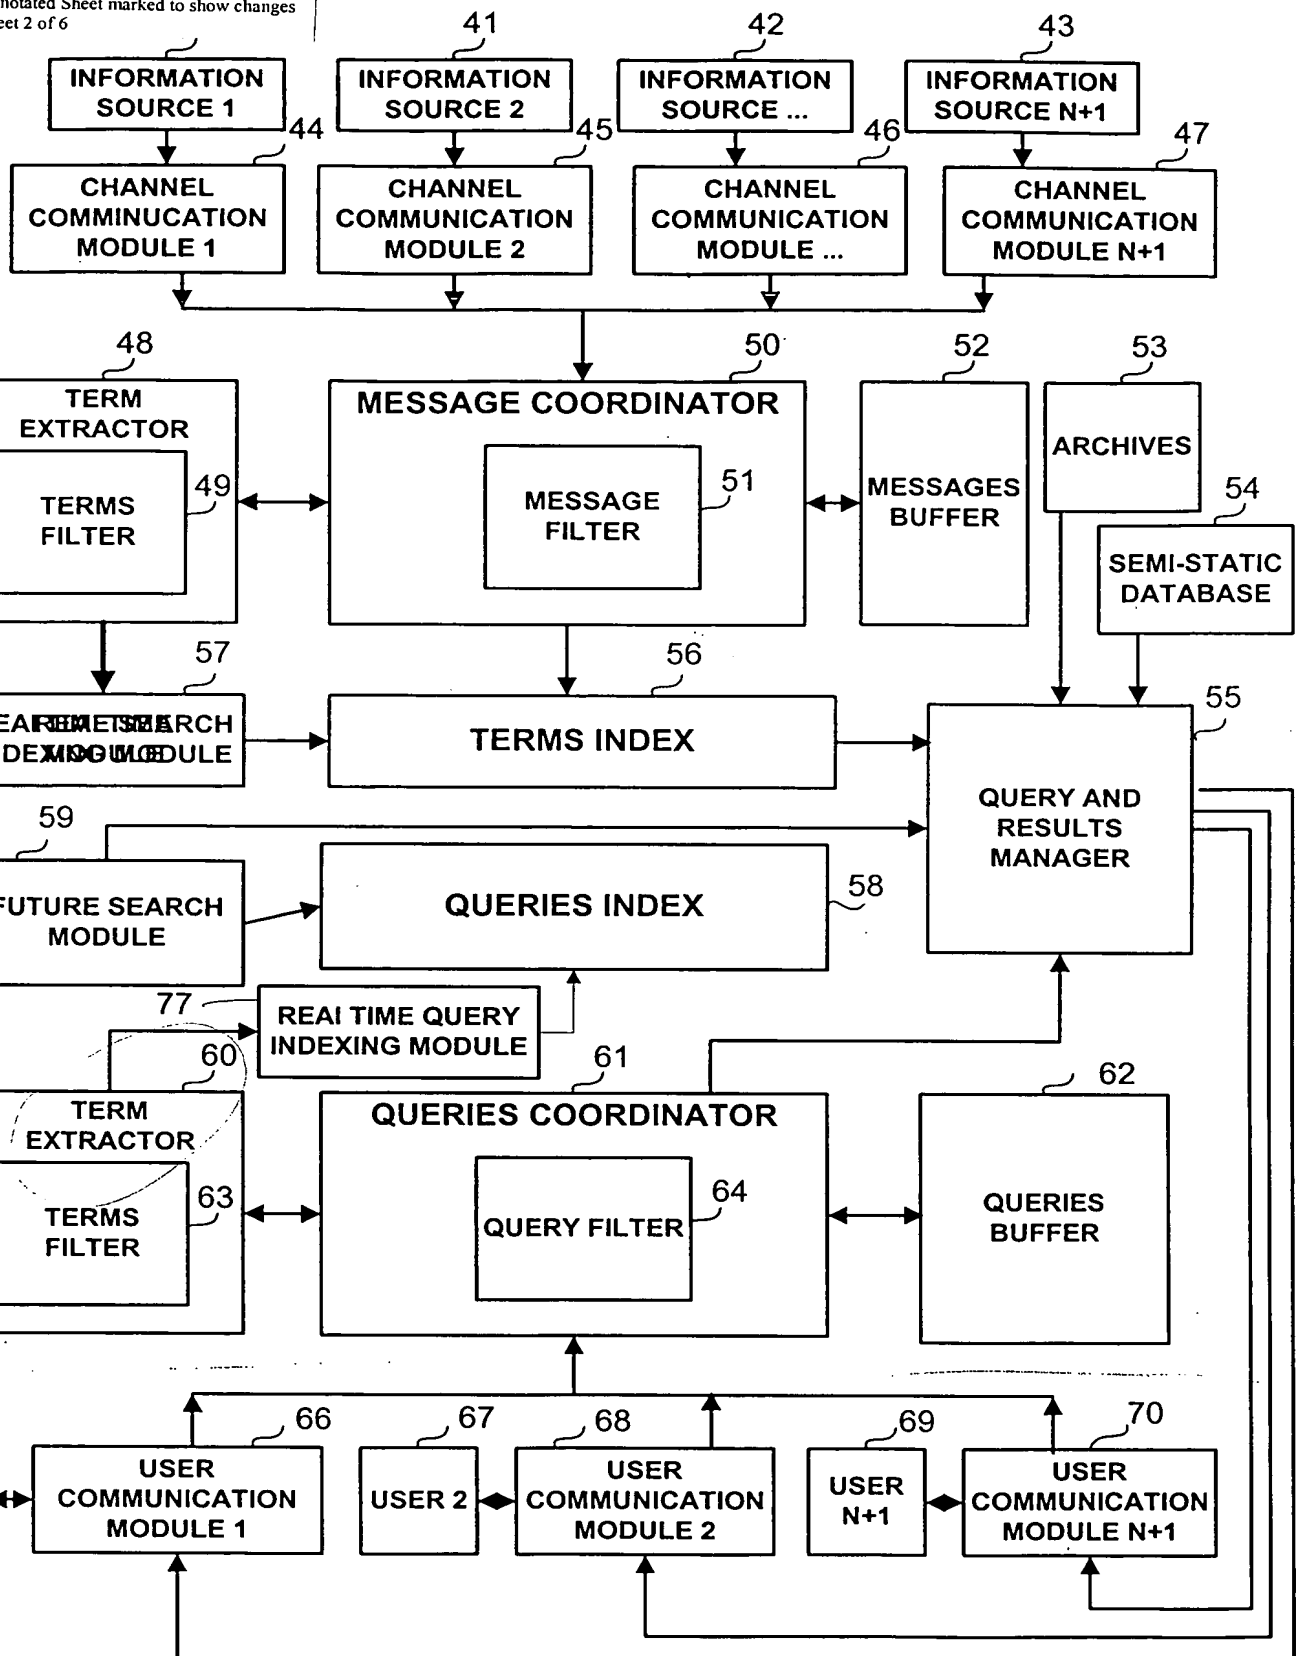 notated Sheet marked to show changes
eet 2 of 6
41
42
43
INFORMATION
SOURCE 1
INFORMATION
SOURCE 2
INFORMATION
SOURCE ...
INFORMATION
SOURCE N+1
44
45
46
47
CHANNEL
COMMINUCATION
MODULE 1
CHANNEL
COMMUNICATION
MODULE 2
CHANNEL
COMMUNICATION
MODULE ...
CHANNEL
COMMUNICATION
MODULE N+1
48
50
52
53
TERM
EXTRACTOR
MESSAGE COORDINATOR
ARCHIVES
49
TERMS
FILTER
51
MESSAGE
FILTER
MESSAGES
BUFFER
54
SEMI-STATIC
DATABASE
57
56
55
SEARCH
MODULE
TERMS INDEX
QUERY AND
RESULTS
MANAGER
59
FUTURE SEARCH
MODULE
QUERIES INDEX
58
77
REAI TIME QUERY
INDEXING MODULE
60
61
62
TERM
EXTRACTOR
QUERIES COORDINATOR
63
TERMS
FILTER
64
QUERY FILTER
QUERIES
BUFFER
66
67
68
69
70
USER
COMMUNICATION
MODULE 1
USER 2
USER
COMMUNICATION
MODULE 2
USER
N+1
USER
COMMUNICATION
MODULE N+1